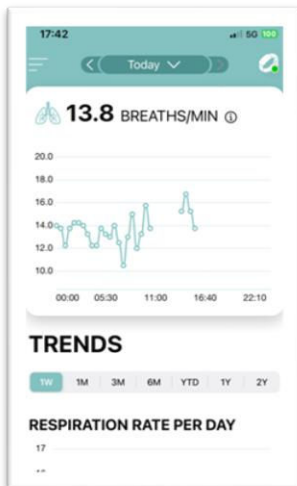 17:42
5G 100
Today
13.8 BREATHS/MIN
20.0
18.0
16.0
14.0
12.0
10.0
00:00 05:30 11:00 16:40 22:10
TRENDS
1W 1M 3M 6M YTD 1Y 2Y
RESPIRATION RATE PER DAY
17